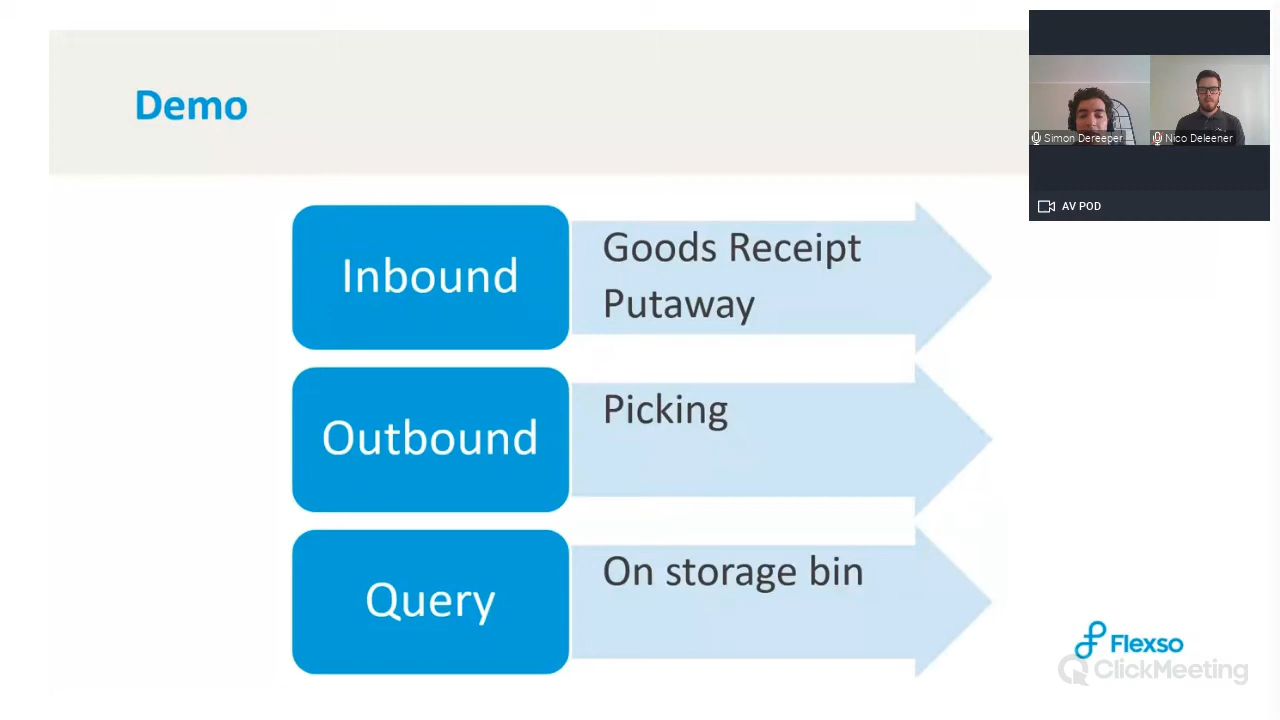 Demo
Inbound
Goods Receipt
Putaway
Outbound
Picking
Query
On storage bin
Simon Dereeper
Nico Deleener
AV POD
Flexso
ClickMeeting